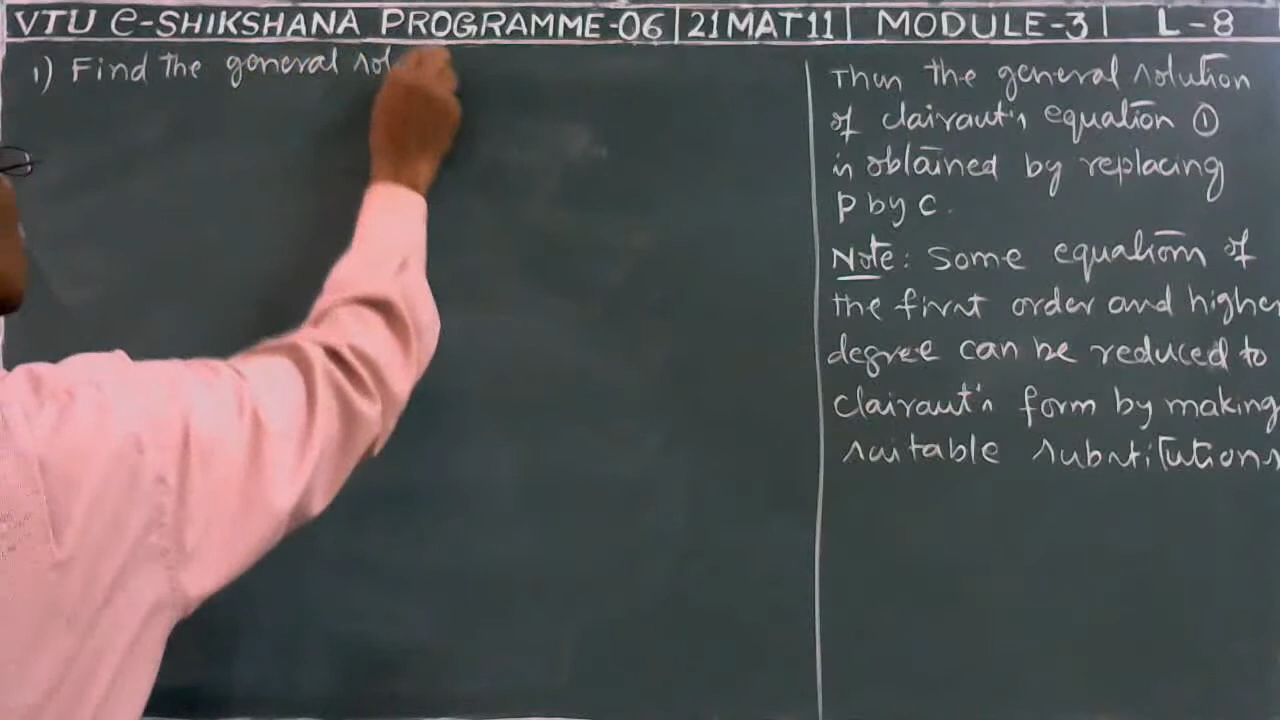 VTU e-SHIKSHANA PROGRAMME-06 | 21MAT11 | MODULE-3 | L-8
1) Find the general sol
Then the general solution
of clairaut's equation ①
is obtained by replacing
p by c.
Note: Some equations of
the first order and higher
degree can be reduced to
clairaut's form by making
suitable substitutions